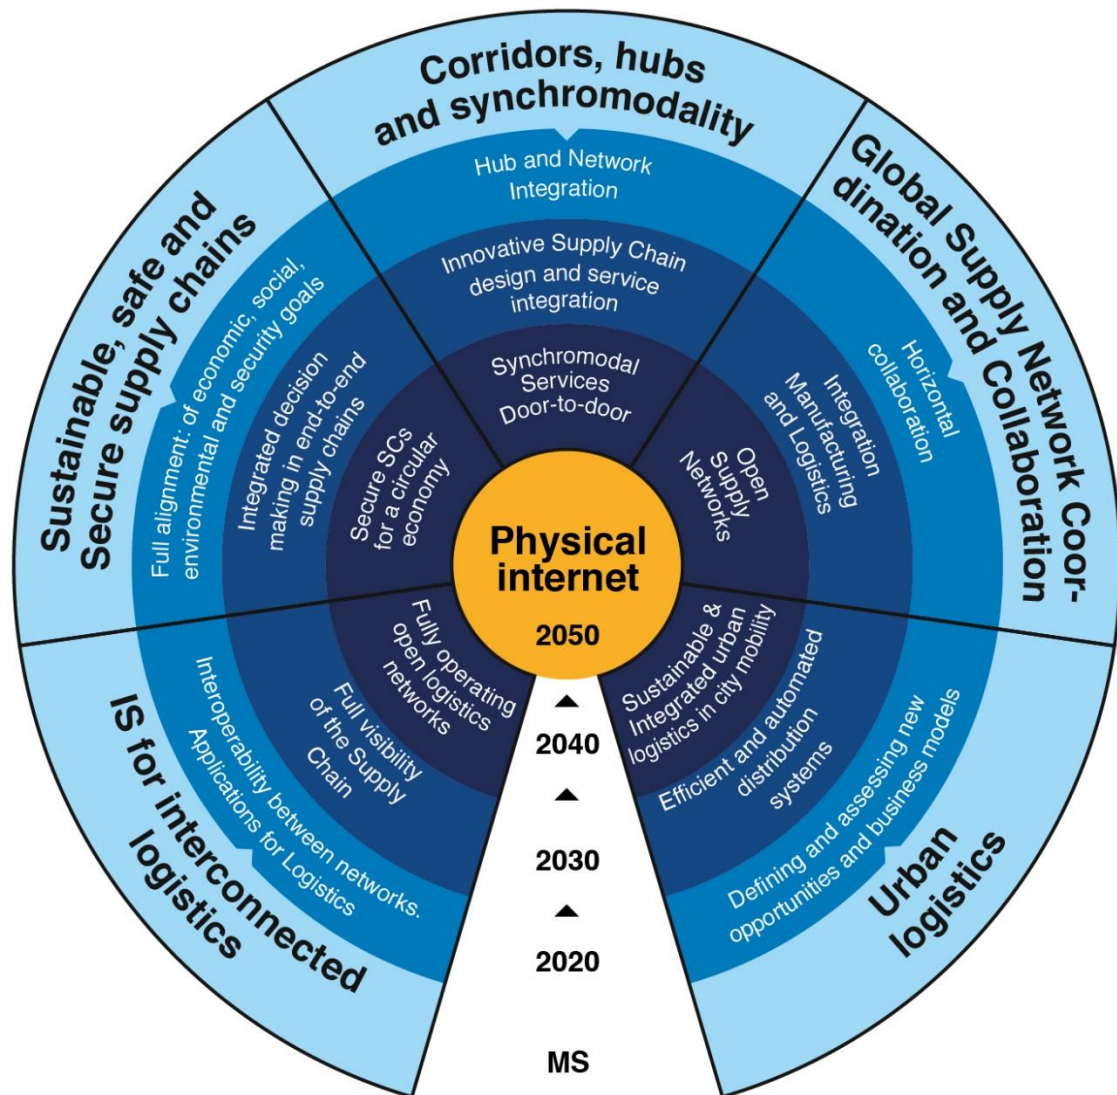 Corridors, hubs
and synchromodality
Hub and Network
Integration
Innovative Supply Chain
design and service
integration
Synchromodal
Services
Door-to-door
Global Supply Network Coor-
dination and Collaboration
Horizontal
collaboration
Integration
Manufacturing
and Logistics
Open
Supply
Networks
Urban
logistics
Defining and assessing new
opportunities and business models
Efficient and automated
distribution
systems
Sustainable &
Integrated urban
logistics in city mobility
IS for interconnected
logistics
Interoperability between networks.
Applications for Logistics
Full visibility
of the Supply
Chain
Fully operating
open logistics
networks
Sustainable, safe and
Secure supply chains
Full alignment: of economic, social,
environmental and security goals
Integrated decision
making in end-to-end
supply chains
Secure SCs
for a circular
economy
Physical
internet
2050
2040
2030
2020
MS